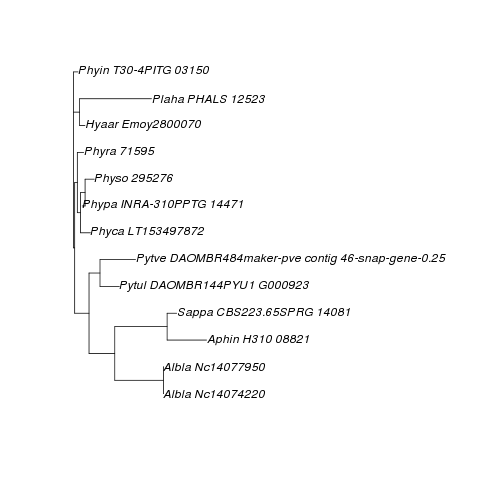 Phyin T30-4PITG 03150
Plaha PHALS 12523
Hyaar Emoy2800070
Phyra 71595
Physo 295276
Phypa INRA-310PPTG 14471
Phyca LT153497872
Pytve DAOMBR484maker-pve contig 46-snap-gene-0.25
Pytul DAOMBR144PYU1 G000923
Sappa CBS223.65SPRG 14081
Aphin H310 08821
Albla Nc14077950
Albla Nc14074220